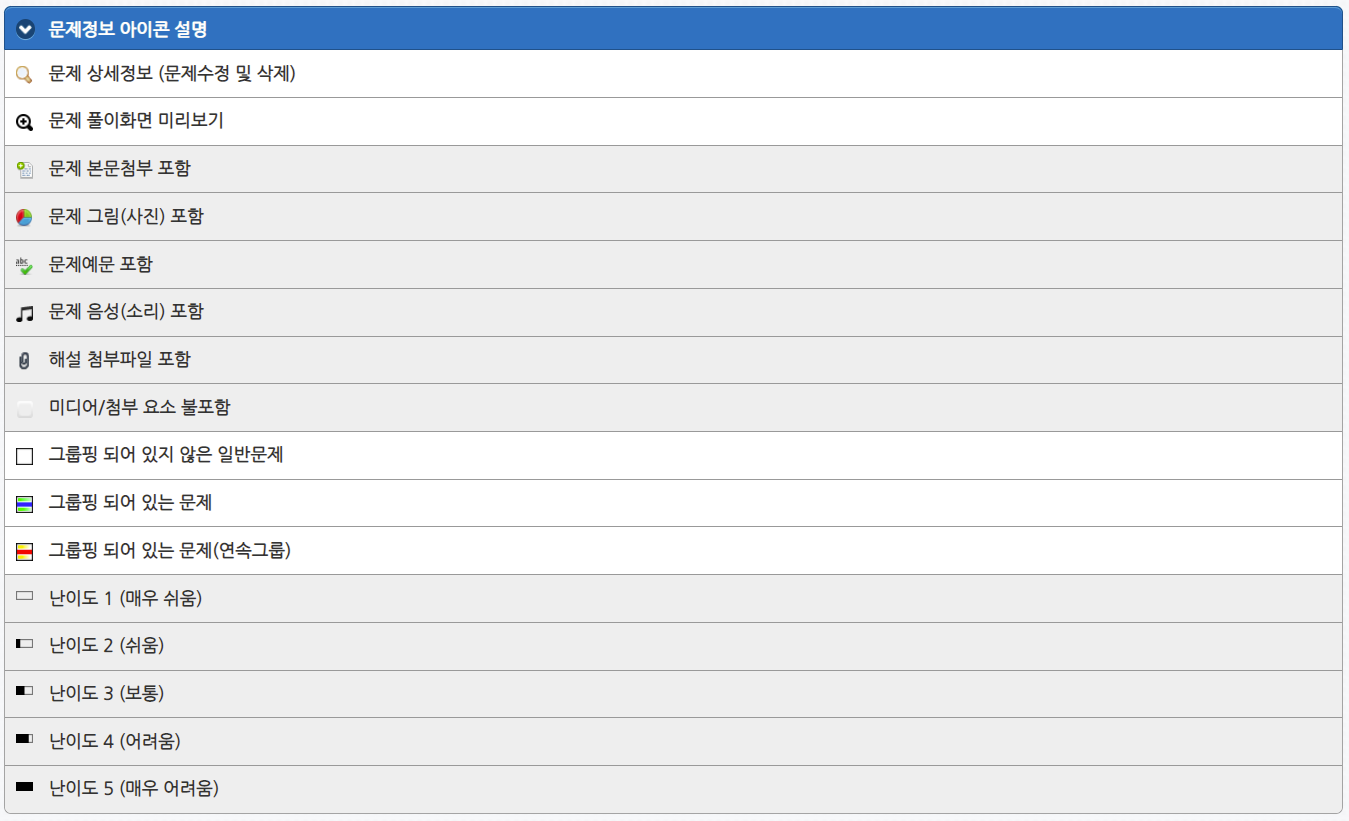 문제정보 아이콘 설명
문제 상세정보 (문제수정 및 삭제)
문제 풀이화면 미리보기
문제 본문첨부 포함
문제 그림(사진) 포함
abc 문제예문 포함
문제 음성(소리) 포함
해설 첨부파일 포함
미디어/첨부 요소 불포함
그룹핑 되어 있지 않은 일반문제
그룹핑 되어 있는 문제
그룹핑 되어 있는 문제(연속그룹)
난이도 1 (매우 쉬움)
난이도 2 (쉬움)
난이도 3 (보통)
난이도 4 (어려움)
난이도 5 (매우 어려움)